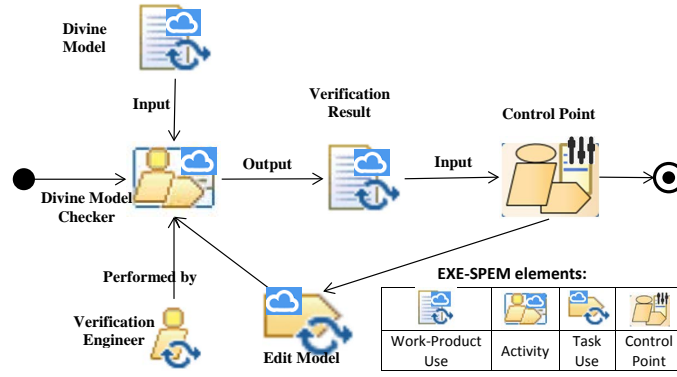 Divine
Model
Input
Verification
Result
Control Point
Output
Input
Divine Model
Checker
Performed by
Verification
Engineer
Edit Model
EXE-SPEM elements:
Work-Product
Use
Activity
Task
Use
Control
Point